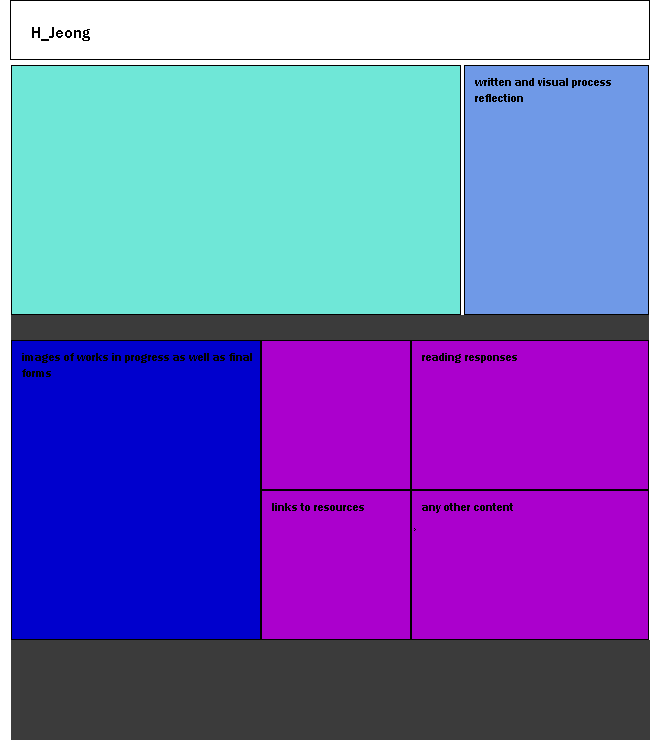 H_Jeong
written and visual process
reflection
images of works in progress as well as final
forms
reading responses
links to resources
any other content